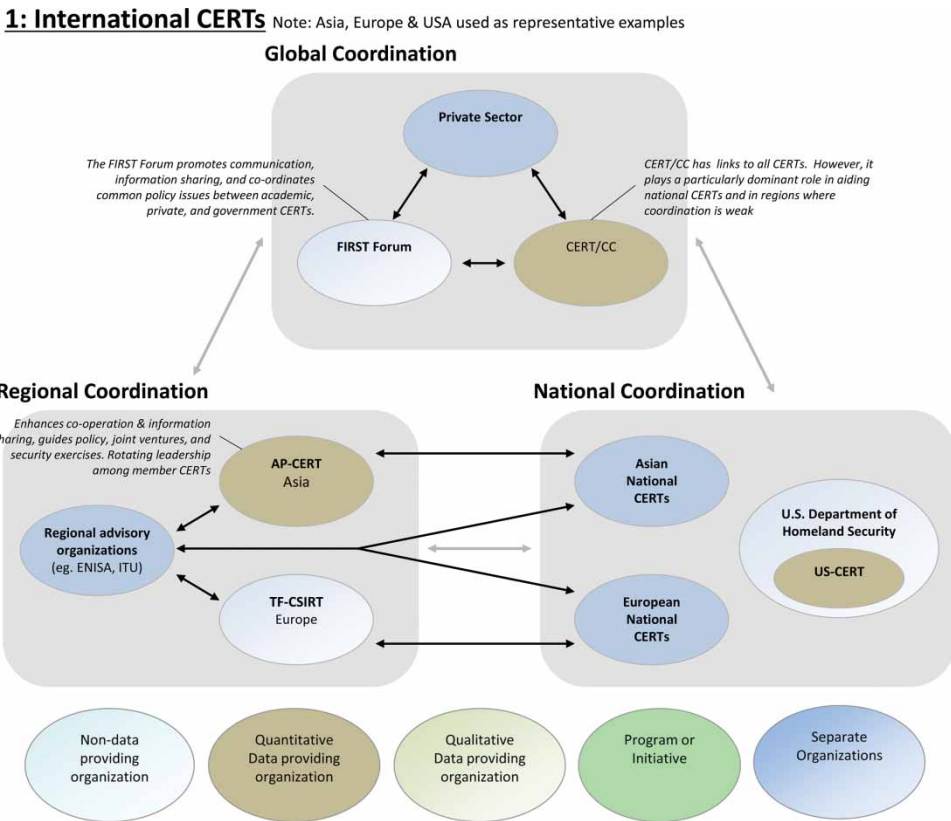 1: International CERTs Note: Asia, Europe & USA used as representative examples
Global Coordination
Private Sector
The FIRST Forum promotes communication,
information sharing, and co-ordinates
common policy issues between academic,
private, and government CERTs.
CERT/CC has links to all CERTs. However, it
plays a particularly dominant role in aiding
national CERTs and in regions where
coordination is weak
FIRST Forum
CERT/CC
Regional Coordination
National Coordination
Enhances co-operation & information
haring, guides policy, joint ventures, and
security exercises. Rotating leadership
among member CERTs
AP-CERT
Asia
Regional advisory
organizations
(eg. ENISA, ITU)
TF-CSIRT
Europe
Asian
National
CERTs
European
National
CERTs
U.S. Department of
Homeland Security
US-CERT
Non-data
providing
organization
Quantitative
Data providing
organization
Qualitative
Data providing
organization
Program or
Initiative
Separate
Organizations